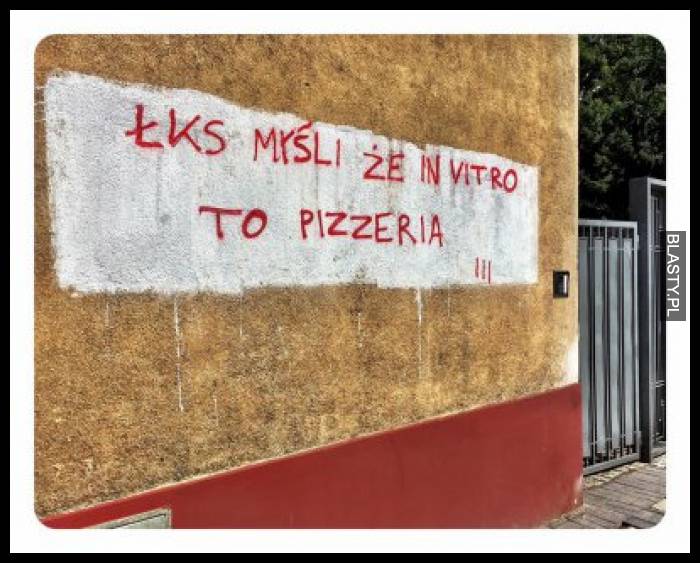 ŁKS MYŚLI ŻE IN VITRO
TO PIZZERIA
!!!
BLASTY.PL